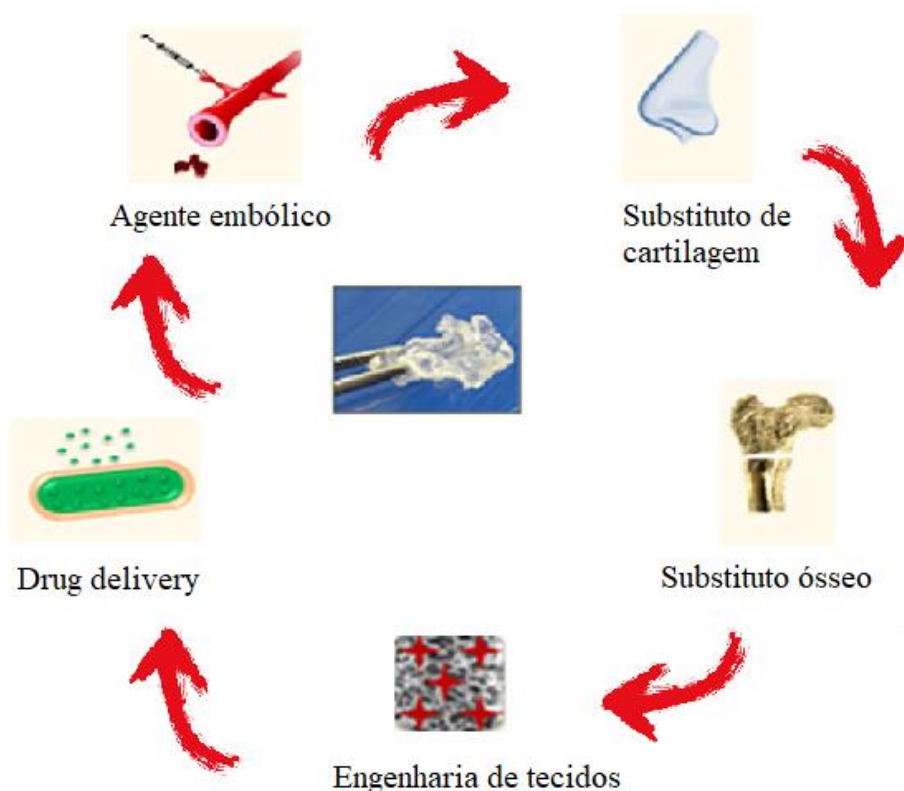 Agente embólico
Substituto de
cartilagem
Drug delivery
Substituto ósseo
Engenharia de tecidos